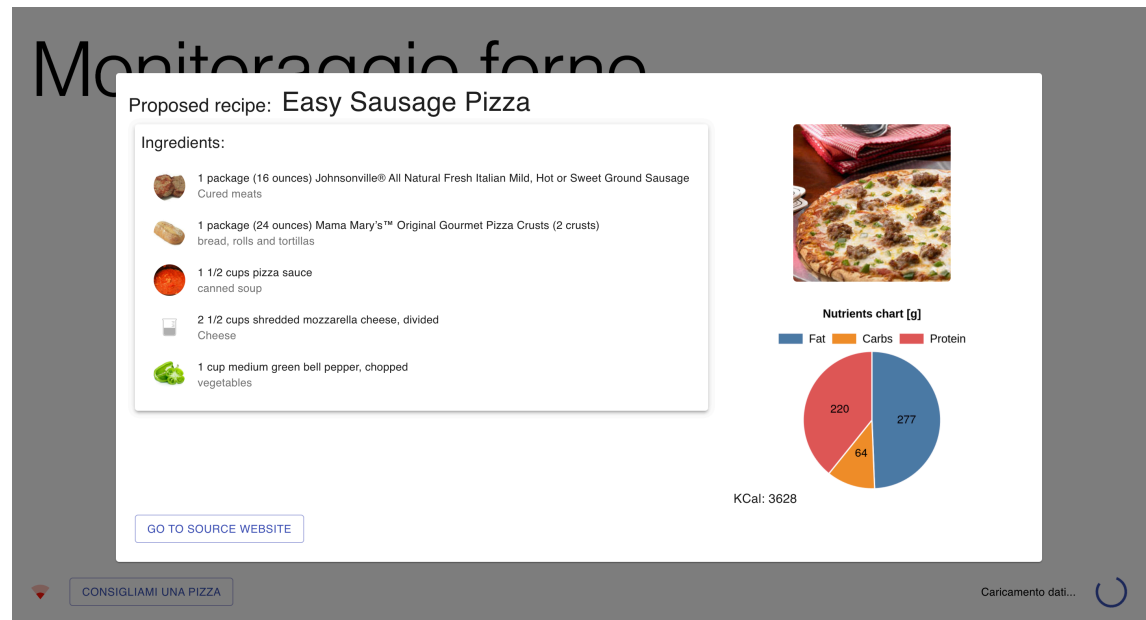 Monitoraggio forno
Proposed recipe: Easy Sausage Pizza
Ingredients:
1 package (16 ounces) Johnsonville® All Natural Fresh Italian Mild, Hot or Sweet Ground Sausage
Cured meats
1 package (24 ounces) Mama Mary's™ Original Gourmet Pizza Crusts (2 crusts)
bread, rolls and tortillas
1 1/2 cups pizza sauce
canned soup
2 1/2 cups shredded mozzarella cheese, divided
Cheese
1 cup medium green bell pepper, chopped
vegetables
Nutrients chart [g]
Fat Carbs Protein
220
277
64
KCal: 3628
GO TO SOURCE WEBSITE
CONSIGLIAMI UNA PIZZA
Caricamento dati...